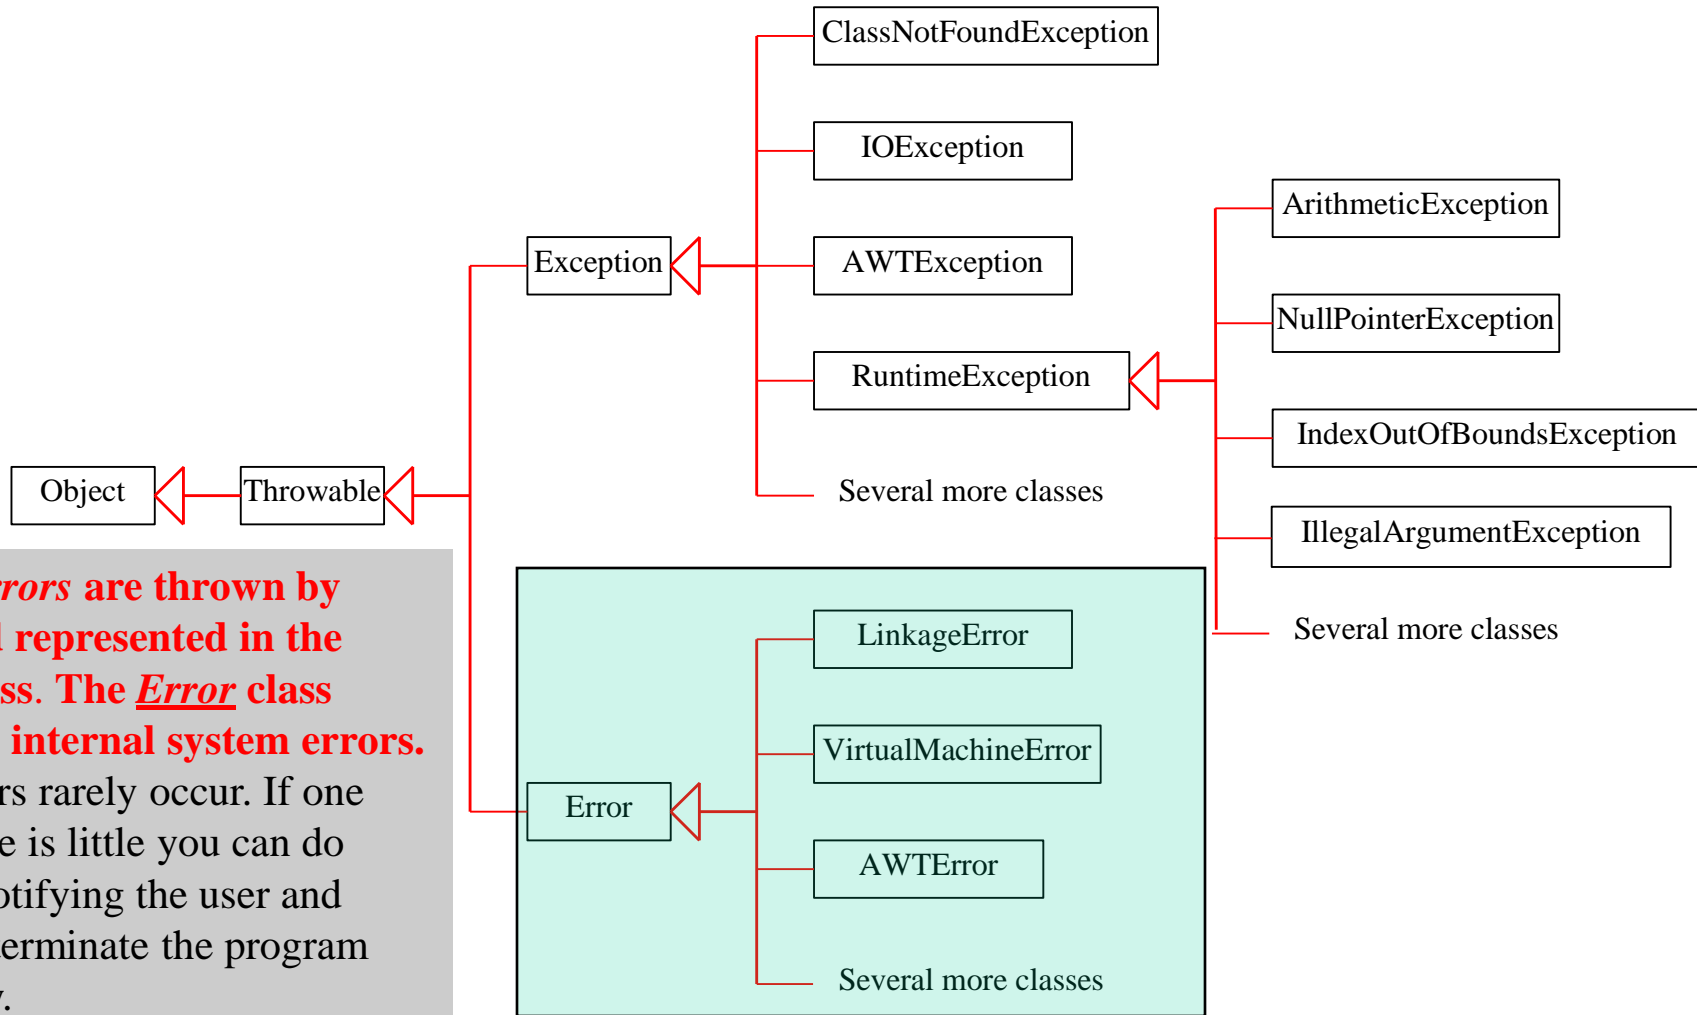 ClassNotFoundException
IOException
ArithmeticException
Exception
AWTException
NullPointerException
RuntimeException
IndexOutOfBoundsException
Object
Throwable
Several more classes
IllegalArgumentException
Several more classes
are thrown by
represented in the
The Error class
internal system errors.
rarely occur. If one
is little you can do
the user and
terminate the program
LinkageError
VirtualMachineError
Error
AWTError
Several more classes